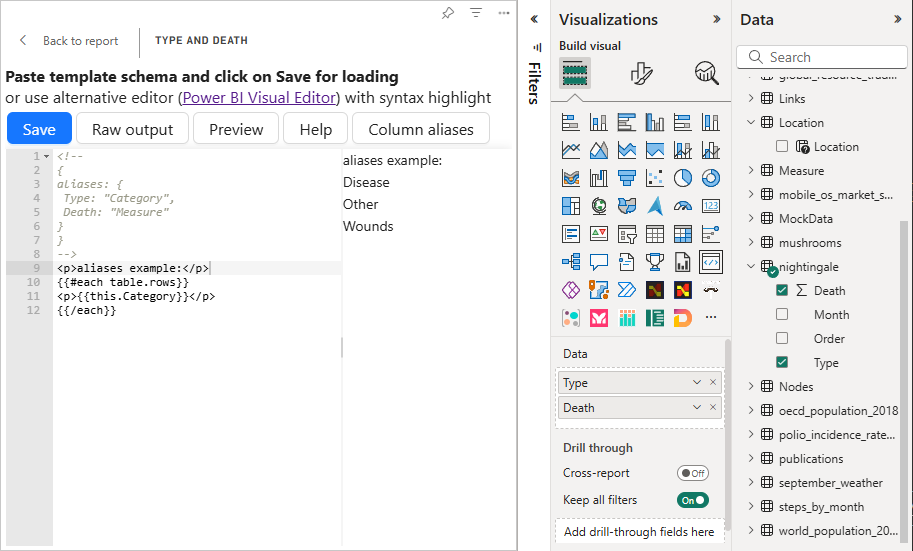 Back to report
TYPE AND DEATH
Paste template schema and click on Save for loading
or use alternative editor (Power BI Visual Editor) with syntax highlight
Save
Raw output
Preview
Help
Column aliases
1 <!--
2 {
3 aliases: {
4 Type: "Category",
5 Death: "Measure"
6 }
7 }
8 -->
9 <p>aliases example:</p>
10 {{#each table.rows}}
11 <p>{{this.Category}}</p>
12 {{/each}}
aliases example:
Disease
Other
Wounds
Filters
Visualizations
Build visual
123
Data
Type
Death
Drill through
Cross-report
Off
Keep all filters
On
Add drill-through fields here
Data
Search
global_resource_trad...
Links
Location
Location
Measure
mobile_os_market_s...
MockData
mushrooms
nightingale
Death
Month
Order
Type
Nodes
oecd_population_2018
polio_incidence_rate...
publications
september_weather
steps_by_month
world_population_20...